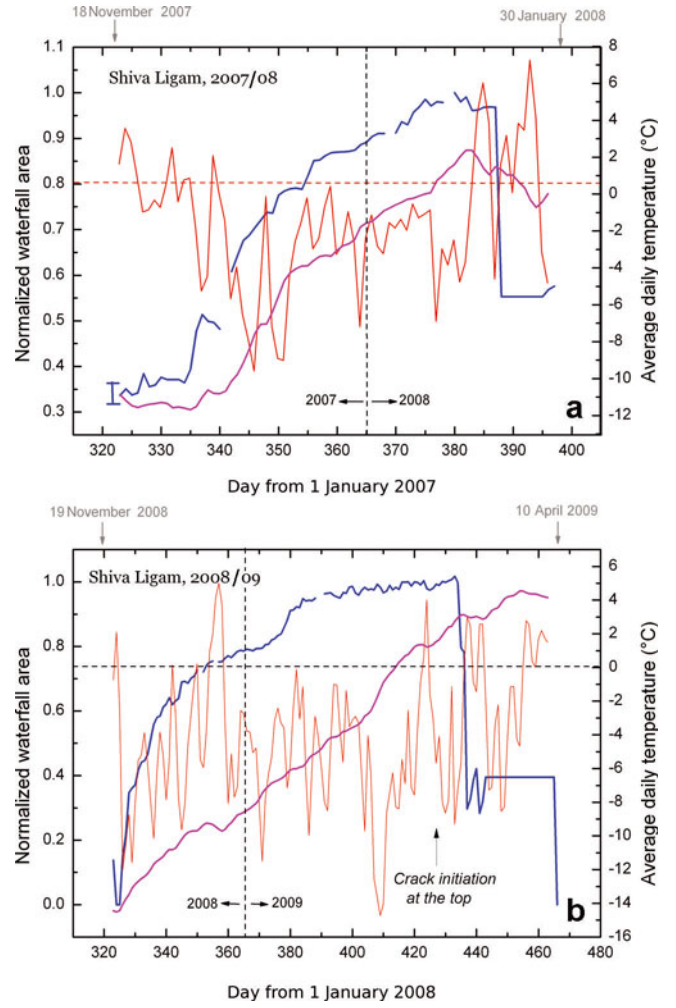 18 November 2007
30 January 2008
Shiva Ligam, 2007/08
1.1
1.0
0.9
0.8
0.7
0.6
0.5
0.4
0.3
Normalized waterfall area
8
6
4
2
0
-2
-4
-6
-8
-10
-12
Average daily temperature (°C)
2007
2008
a
320 330 340 350 360 370 380 390 400
Day from 1 January 2007
19 November 2008
10 April 2009
Shiva Ligam, 2008/09
1.0
0.8
0.6
0.4
0.2
0.0
Normalized waterfall area
6
4
2
0
-2
-4
-6
-8
-10
-12
-14
-16
Average daily temperature (°C)
Crack initiation
at the top
2008
2009
b
320 340 360 380 400 420 440 460 480
Day from 1 January 2008